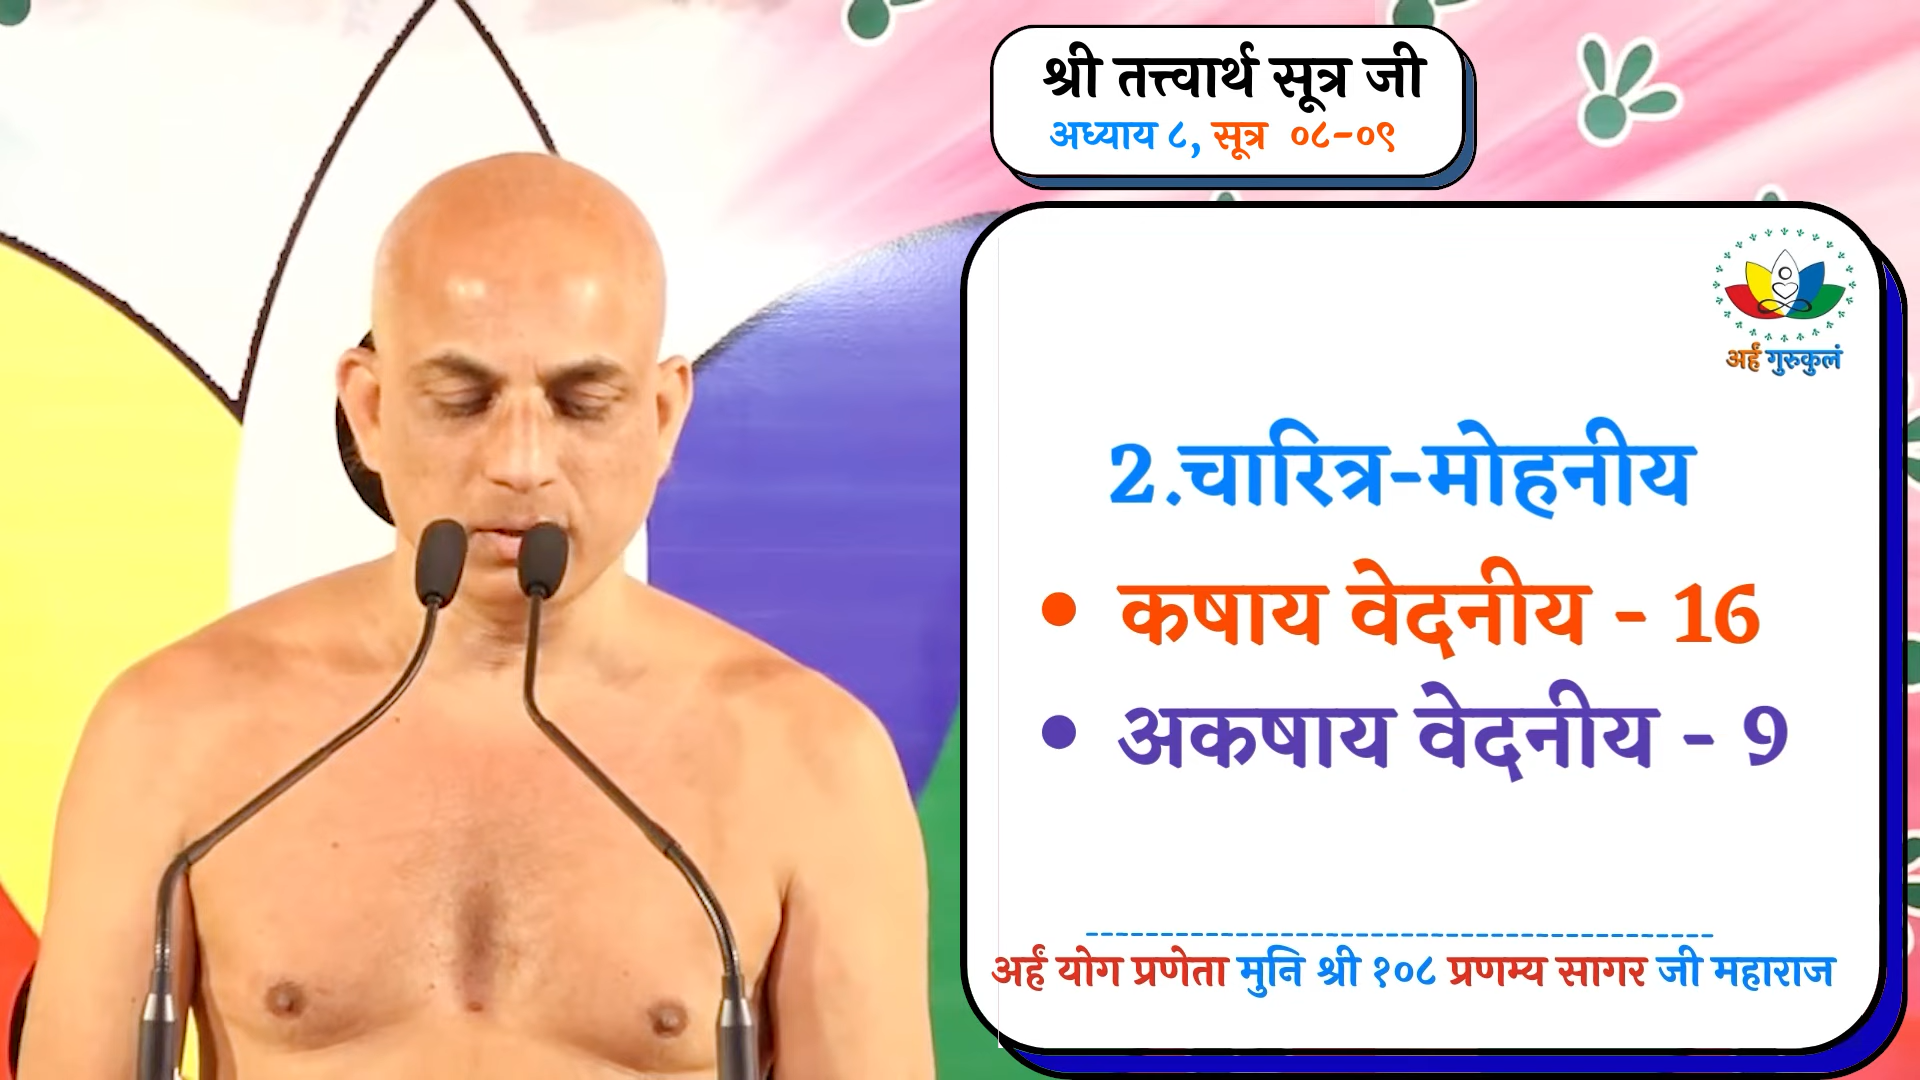 श्री तत्त्वार्थ सूत्र जी
अध्याय ८, सूत्र ०८-०९
अर्हं गुरुकुलं
2.चारित्र-मोहनीय
• कषाय वेदनीय - 16
• अकषाय वेदनीय - 9
अर्हं योग प्रणेता मुनि श्री १०८ प्रणम्य सागर जी महाराज